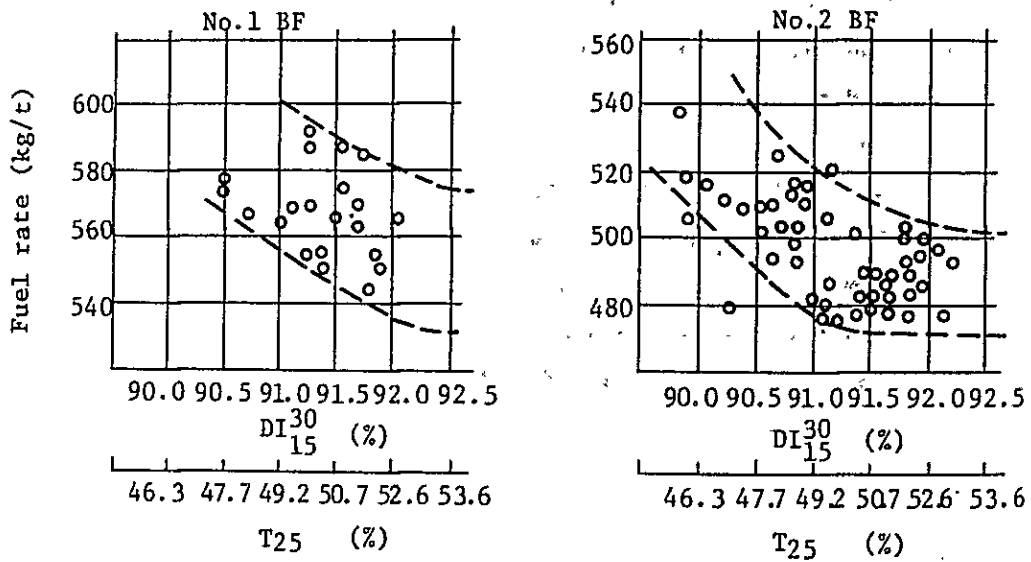 No.1 BF
Fuel rate (kg/t)
600
580
560
540
90.0 90.5 91.0 91.5 92.0 92.5
DI 30 15 (%)
46.3 47.7 49.2 50.7 52.6 53.6
T25 (%)
No.2 BF
560
540
520
500
480
90.0 90.5 91.0 91.5 92.0 92.5
DI 30 15 (%)
46.3 47.7 49.2 50.7 52.6 53.6
T25 (%)